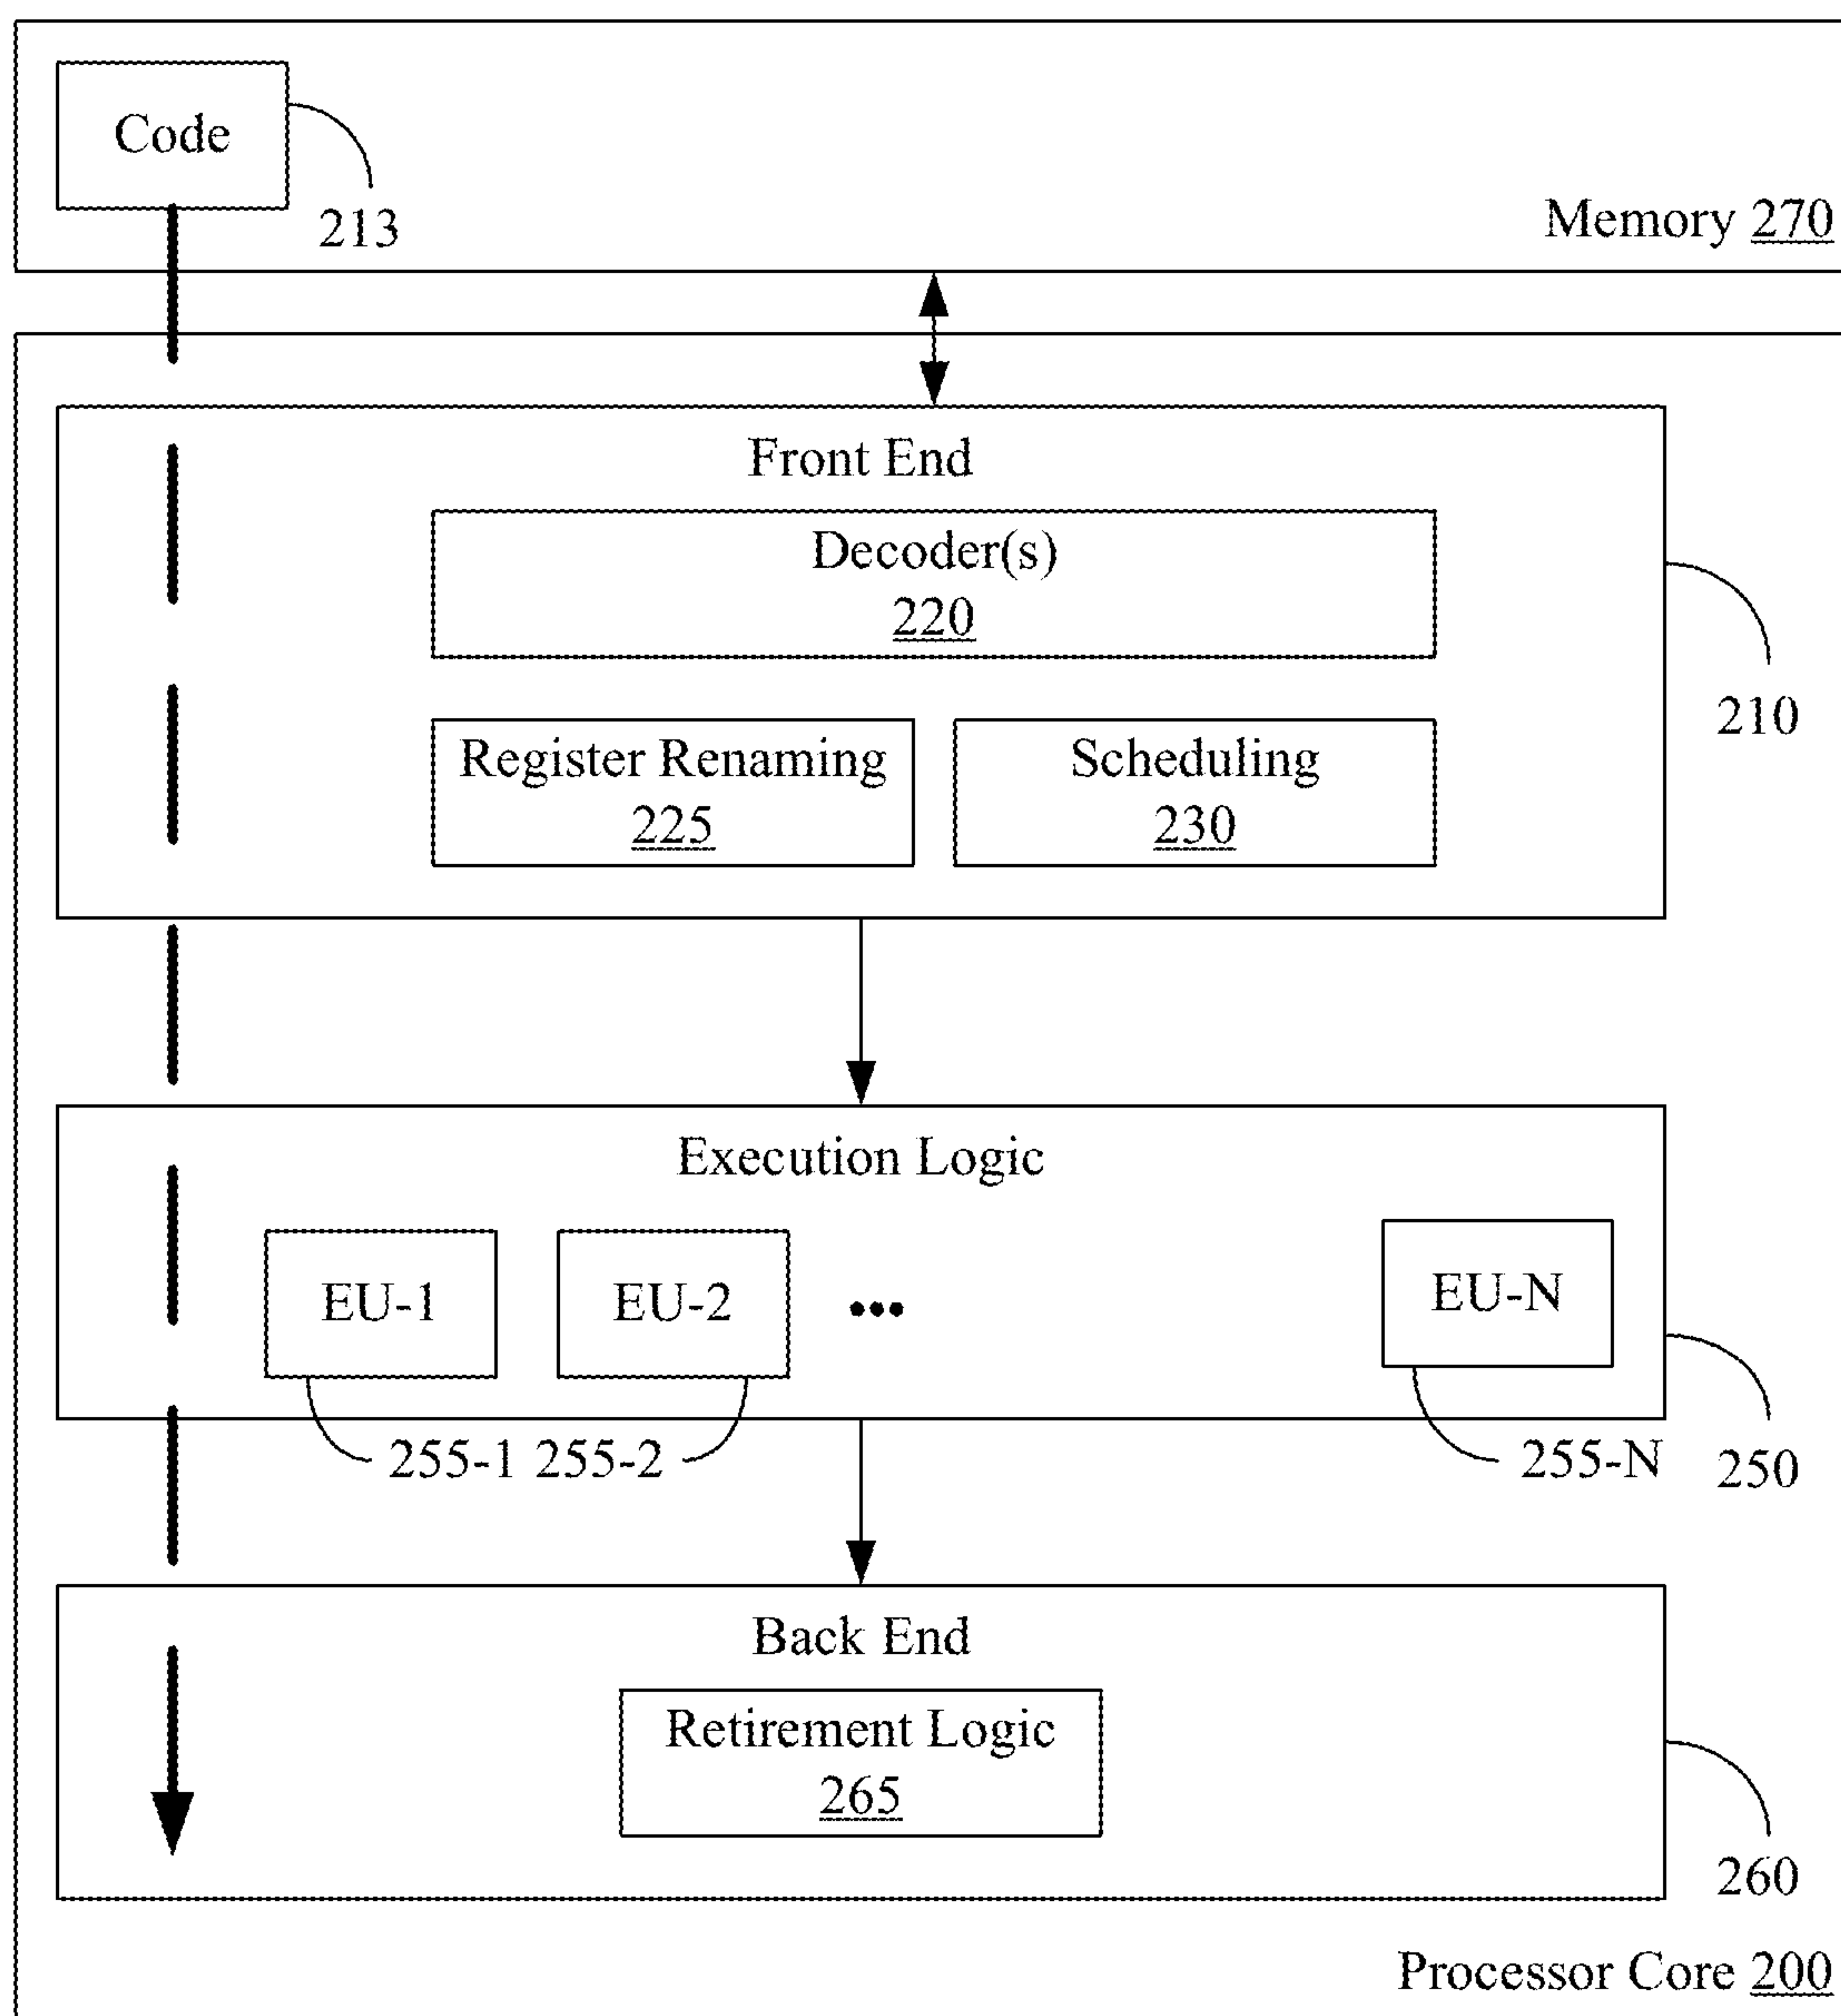 Code
213
Memory 270
Front End
Decoder(s)
220
210
Register Renaming
225
Scheduling
230
Execution Logic
EU-1
EU-2
•••
EU-N
255-1 255-2
255-N
250
Back End
Retirement Logic
265
260
Processor Core 200